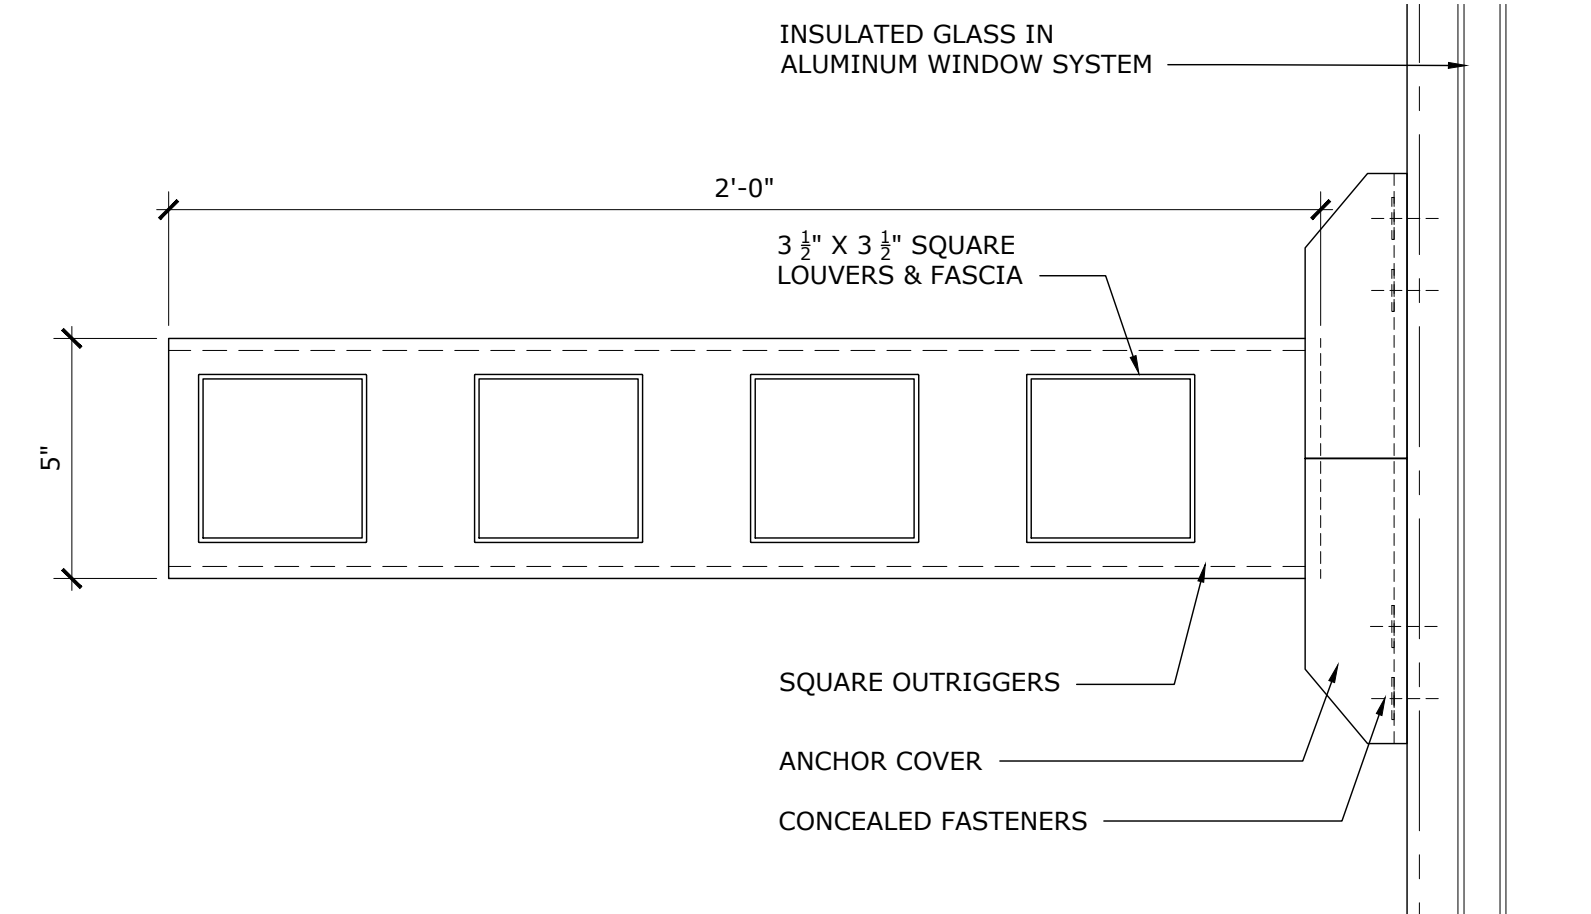 INSULATED GLASS IN
ALUMINUM WINDOW SYSTEM
2'-0"
3 1/2" X 3 1/2" SQUARE
LOUVERS & FASCIA
5"
SQUARE OUTRIGGERS
ANCHOR COVER
CONCEALED FASTENERS